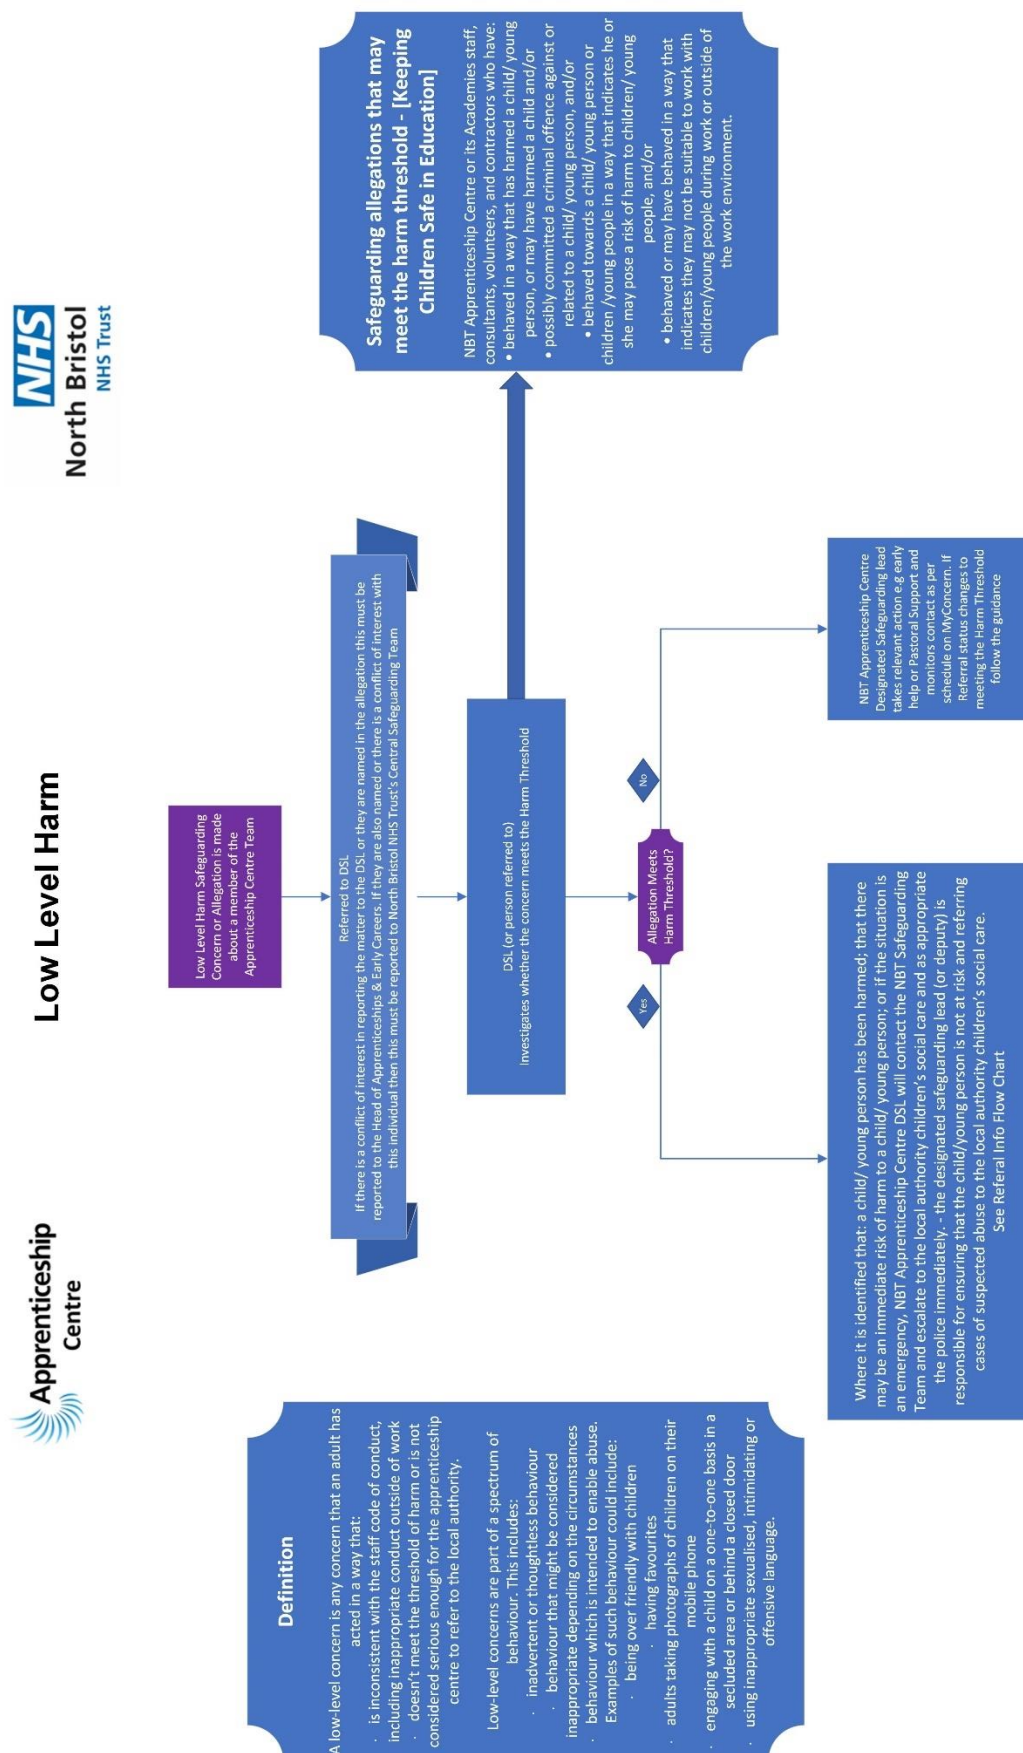 Apprenticeship
Centre
Low Level Harm
NHS
North Bristol
NHS Trust
Definition
A low-level concern is any concern that an adult has
acted in a way that:
· is inconsistent with the staff code of conduct,
including inappropriate conduct outside of work
· doesn't meet the threshold of harm or is not
considered serious enough for the apprenticeship
centre to refer to the local authority.
Low-level concerns are part of a spectrum of
behaviour. This includes:
· inadvertent or thoughtless behaviour
· behaviour that might be considered
inappropriate depending on the circumstances
· behaviour which is intended to enable abuse.
Examples of such behaviour could include:
· being over friendly with children
· having favourites
· adults taking photographs of children on their
mobile phone
· engaging with a child on a one-to-one basis in a
secluded area or behind a closed door
· using inappropriate sexualised, intimidating or
offensive language.
Low Level Harm Safeguarding
Concern or Allegation is made
about a member of the
Apprenticeship Centre Team
Referred to DSL
If there is a conflict of interest in reporting the matter to the DSL or they are named in the allegation this must be
reported to the Head of Apprenticeships & Early Careers. If they are also named or there is a conflict of interest with
this individual then this must be reported to North Bristol NHS Trust's Central Safeguarding Team
DSL (or person referred to)
Investigates whether the concern meets the Harm Threshold
Allegation Meets
Harm Threshold?
Yes
No
Where it is identified that: a child/ young person has been harmed; that there
may be an immediate risk of harm to a child/ young person; or if the situation is
an emergency, NBT Apprenticeship Centre DSL will contact the NBT Safeguarding
Team and escalate to the local authority children's social care and as appropriate
the police immediately. - the designated safeguarding lead (or deputy) is
responsible for ensuring that the child/young person is not at risk and referring
cases of suspected abuse to the local authority children's social care.
See Referal Info Flow Chart
NBT Apprenticeship Centre
Designated Safeguarding lead
takes relevant action e.g early
help or Pastoral Support and
monitors contact as per
schedule on MyConcern. If
Referral status changes to
meeting the Harm Threshold
follow the guidance
Safeguarding allegations that may
meet the harm threshold - [Keeping
Children Safe in Education]
NBT Apprenticeship Centre or its Academies staff,
consultants, volunteers, and contractors who have:
• behaved in a way that has harmed a child/ young
person, or may have harmed a child and/or
• possibly committed a criminal offence against or
related to a child/ young person, and/or
• behaved towards a child/ young person or
children /young people in a way that indicates he or
she may pose a risk of harm to children/ young
people, and/or
• behaved or may have behaved in a way that
indicates they may not be suitable to work with
children/young people during work or outside of
the work environment.